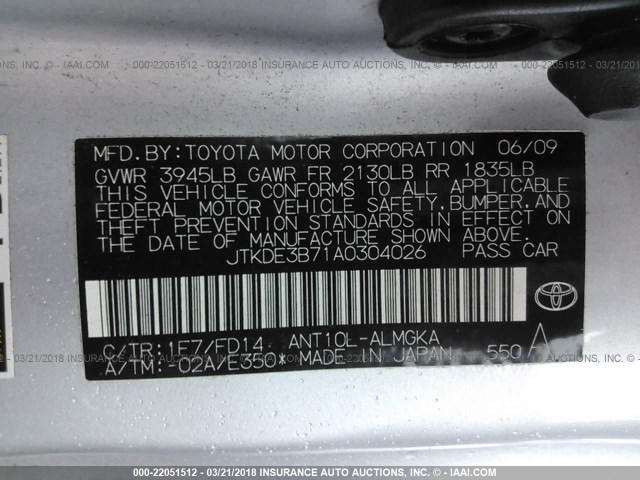 000-22051512 - 03/21/2018 INSURANCE AUTO AUCTIONS, INC. - © - IAAI.COM
MFD.BY:TOYOTA MOTOR CORPORATION 06/09
GVWR 3945LB GAWR FR 2130LB RR 1835LB
THIS VEHICLE CONFORMS TO ALL APPLICABLE
FEDERAL MOTOR VEHICLE SAFETY,BUMPER,AND
THEFT PREVENTION STANDARDS IN EFFECT ON
THE DATE OF MANUFACTURE SHOWN ABOVE.
JTKDE3B71A0304026 PASS CAR
C/TR:1F7/FD14 ANT10L-ALMGKA
A/TM:-02A/E350* MADE IN JAPAN 550 A
000-22051512 - 03/21/2018 INSURANCE AUTO AUCTIONS, INC. - © - IAAI.COM
000-22051512 - 03/21/2018 INSURANCE AUTO AUCTIONS, INC. - © - IAAI.COM